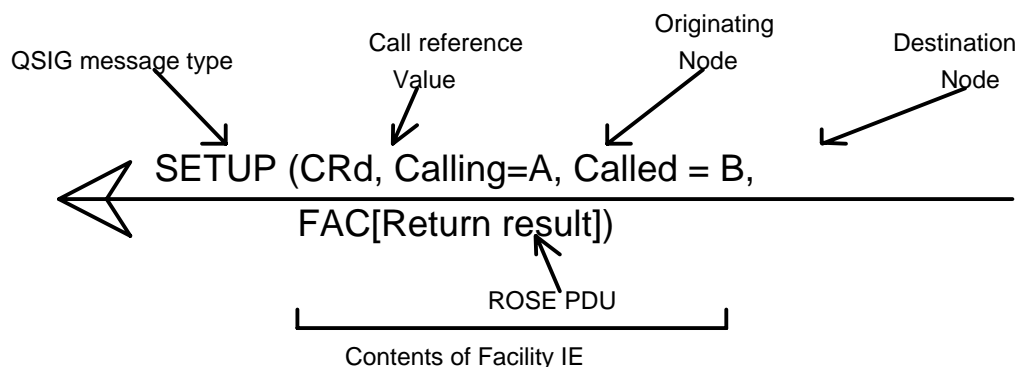 Originating
Node
Call reference
Value
Destination
Node
QSIG message type
SETUP (CRd, Calling=A, Called = B,
FAC[Return result])
ROSE PDU
Contents of Facility IE